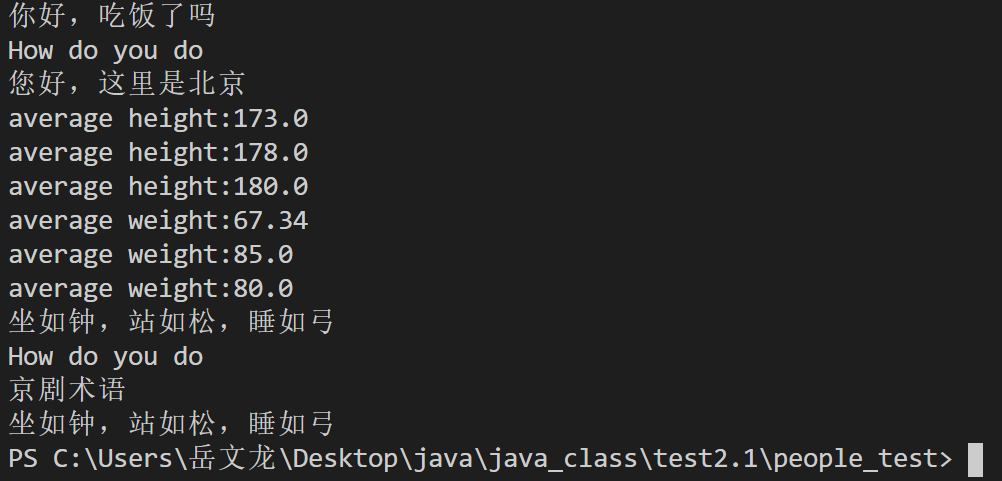 你好，吃饭了吗
How do you do
您好，这里是北京
average height:173.0
average height:178.0
average height:180.0
average weight:67.34
average weight:85.0
average weight:80.0
坐如钟，站如松，睡如弓
How do you do
京剧术语
坐如钟，站如松，睡如弓
PS C:\Users\岳文龙\Desktop\java\java_class\test2.1\people_test>